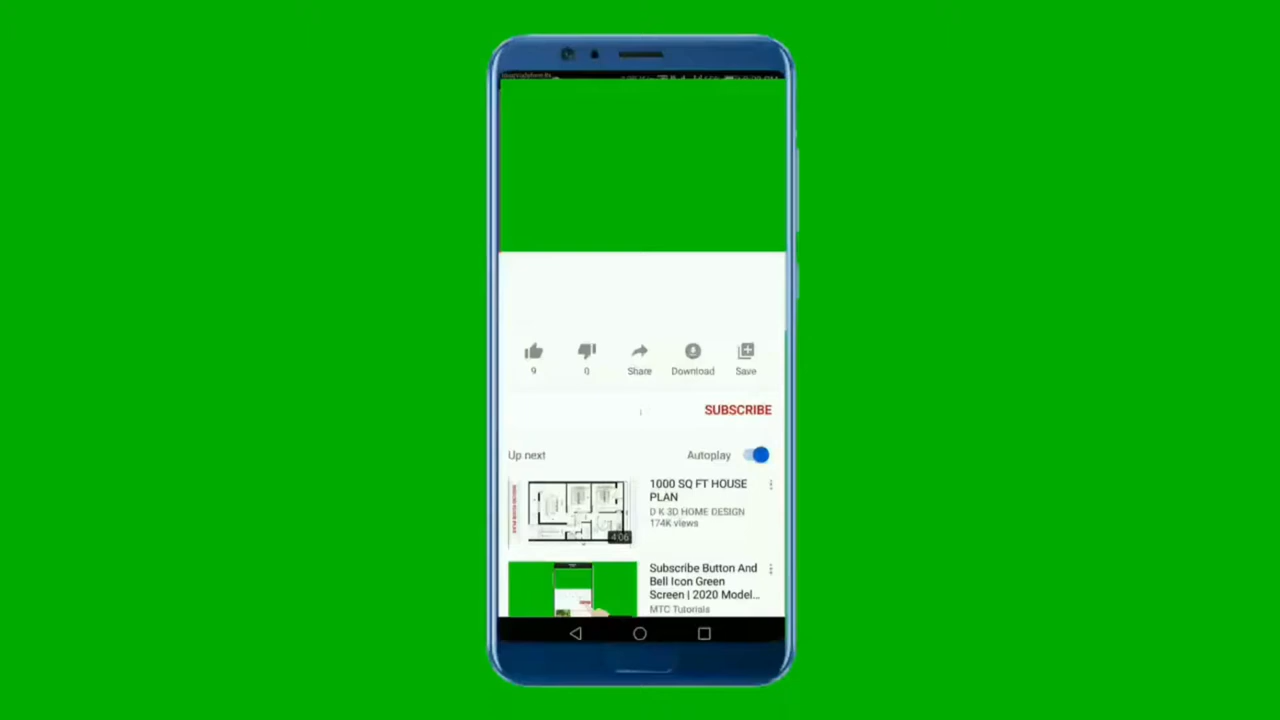 9
0
Share
Download
Save
SUBSCRIBE
Up next
Autoplay
1000 SQ FT HOUSE
PLAN
D K 3D HOME DESIGN
174K views
4:06
Subscribe Button And
Bell Icon Green
Screen | 2020 Model...
MTC Tutorials